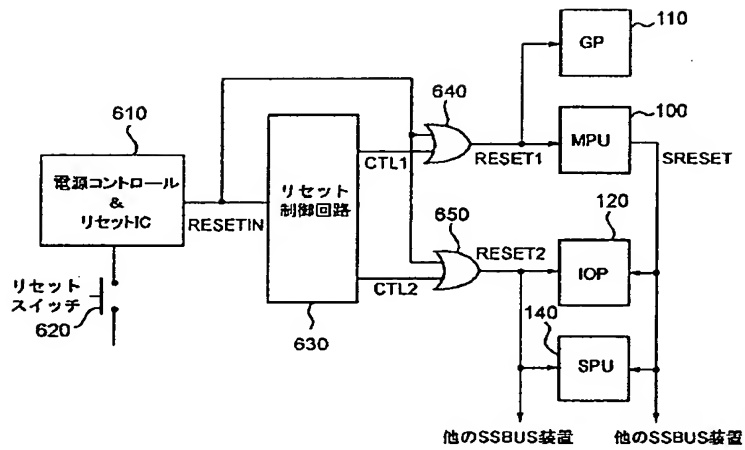 110
GP
640
100
610
CTL1
RESET1
MPU
SRESET
電源コントロール
&
リセットIC
RESETIN
リセット
制御回路
650
RESET2
120
IOP
リセット
スイッチ
620
CTL2
630
140
SPU
他のSSBUS装置
他のSSBUS装置